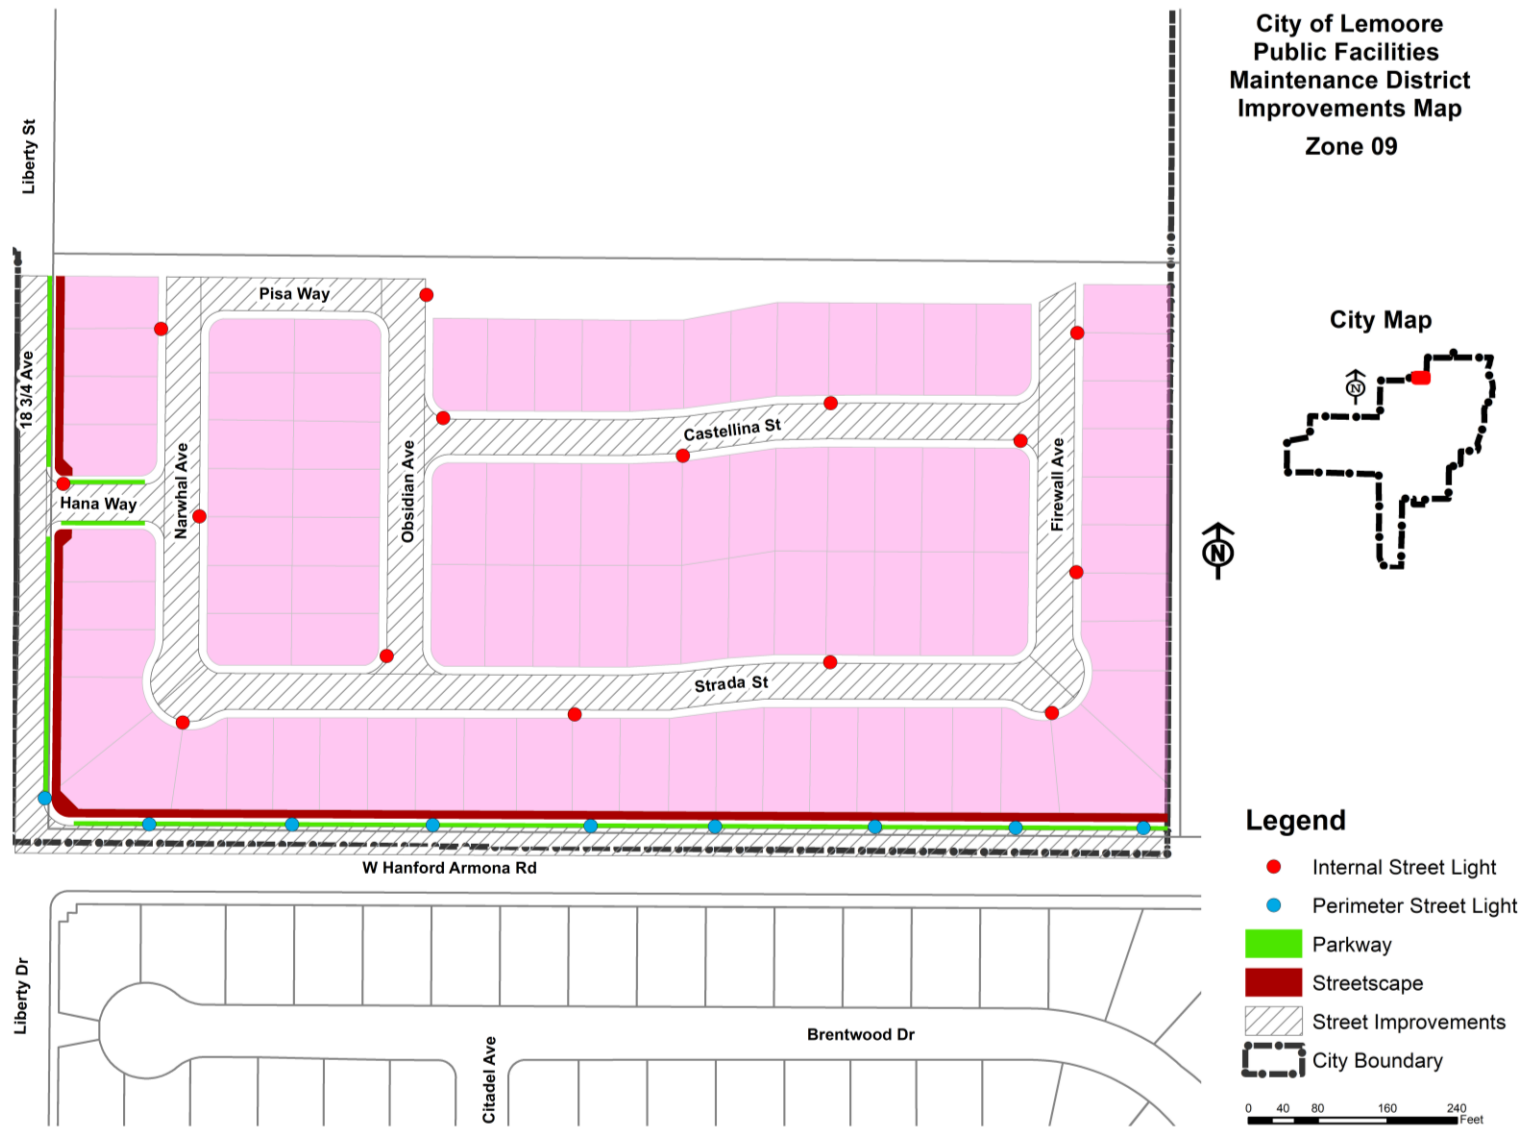 City of Lemoore
Public Facilities
Maintenance District
Improvements Map
Zone 09
Liberty St
Pisa Way
18 3/4 Ave
City Map
N
Castellina St
Narwhal Ave
Obsidian Ave
Firewall Ave
Hana Way
N
Strada St
W Hanford Armona Rd
Legend
Internal Street Light
Perimeter Street Light
Parkway
Streetscape
Street Improvements
City Boundary
Liberty Dr
Brentwood Dr
Citadel Ave
0 40 80 160 240
Feet